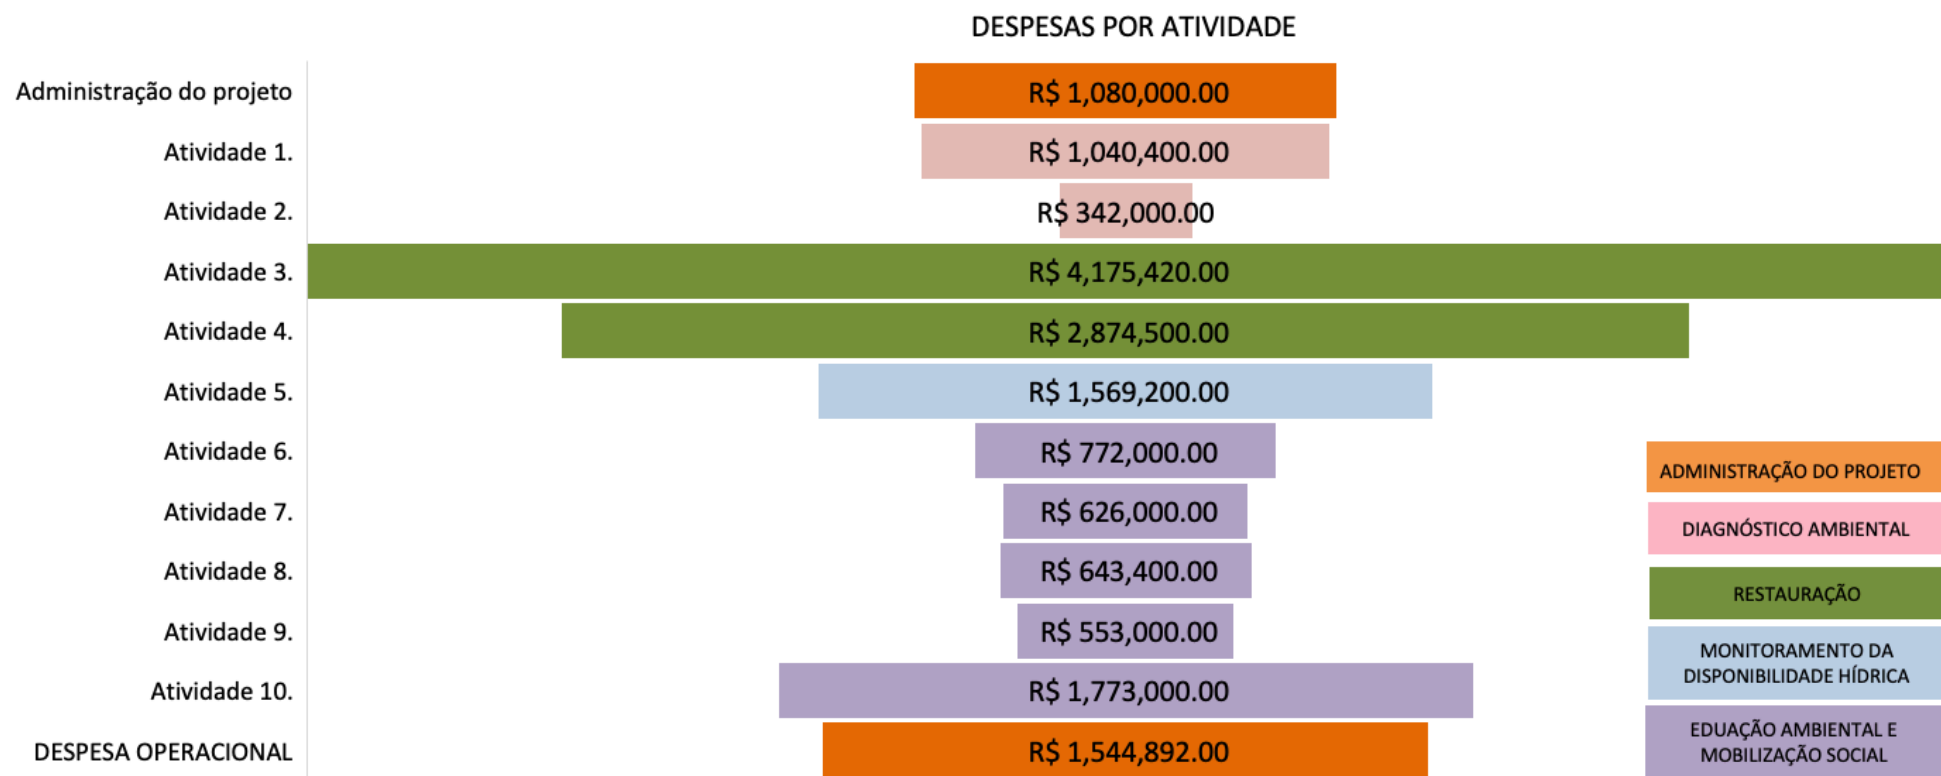 DESPESAS POR ATIVIDADE
Administração do projeto R$ 1,080,000.00
Atividade 1. R$ 1,040,400.00
Atividade 2. R$ 342,000.00
Atividade 3. R$ 4,175,420.00
Atividade 4. R$ 2,874,500.00
Atividade 5. R$ 1,569,200.00
Atividade 6. R$ 772,000.00
Atividade 7. R$ 626,000.00
Atividade 8. R$ 643,400.00
Atividade 9. R$ 553,000.00
Atividade 10. R$ 1,773,000.00
DESPESA OPERACIONAL R$ 1,544,892.00
ADMINISTRAÇÃO DO PROJETO
DIAGNÓSTICO AMBIENTAL
RESTAURAÇÃO
MONITORAMENTO DA
DISPONIBILIDADE HÍDRICA
EDUAÇÃO AMBIENTAL E
MOBILIZAÇÃO SOCIAL